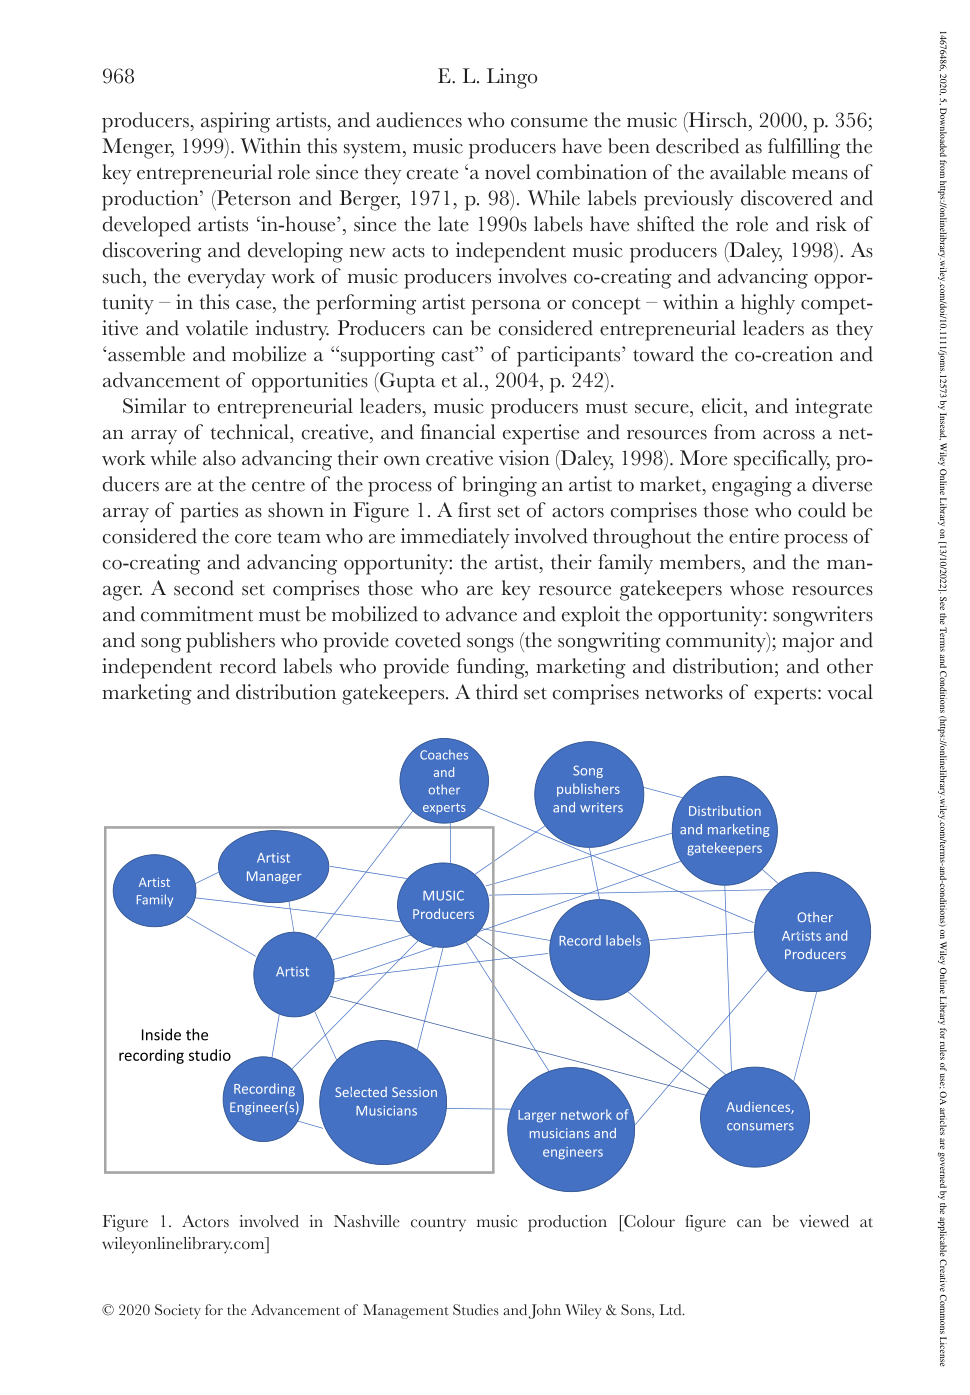 968
E. L. Lingo
producers, aspiring artists, and audiences who consume the music (Hirsch, 2000, p. 356;
Menger, 1999). Within this system, music producers have been described as fulfilling the
key entrepreneurial role since they create ‘a novel combination of the available means of
production’ (Peterson and Berger, 1971, p. 98). While labels previously discovered and
developed artists ‘in-house’, since the late 1990s labels have shifted the role and risk of
discovering and developing new acts to independent music producers (Daley, 1998). As
such, the everyday work of music producers involves co-creating and advancing oppor-
tunity – in this case, the performing artist persona or concept – within a highly compet-
itive and volatile industry. Producers can be considered entrepreneurial leaders as they
‘assemble and mobilize a “supporting cast” of participants’ toward the co-creation and
advancement of opportunities (Gupta et al., 2004, p. 242).
Similar to entrepreneurial leaders, music producers must secure, elicit, and integrate
an array of technical, creative, and financial expertise and resources from across a net-
work while also advancing their own creative vision (Daley, 1998). More specifically, pro-
ducers are at the centre of the process of bringing an artist to market, engaging a diverse
array of parties as shown in Figure 1. A first set of actors comprises those who could be
considered the core team who are immediately involved throughout the entire process of
co-creating and advancing opportunity: the artist, their family members, and the man-
ager. A second set comprises those who are key resource gatekeepers whose resources
and commitment must be mobilized to advance and exploit the opportunity: songwriters
and song publishers who provide coveted songs (the songwriting community); major and
independent record labels who provide funding, marketing and distribution; and other
marketing and distribution gatekeepers. A third set comprises networks of experts: vocal
Coaches
and
other
experts
Song
publishers
and writers
Distribution
and marketing
gatekeepers
Artist
Manager
Artist
Family
MUSIC
Producers
Other
Artists and
Producers
Record labels
Artist
Inside the
recording studio
Recording
Engineer(s)
Selected Session
Musicians
Larger network of
musicians and
engineers
Audiences,
consumers
Figure 1. Actors involved in Nashville country music production [Colour figure can be viewed at
wileyonlinelibrary.com]
© 2020 Society for the Advancement of Management Studies and John Wiley & Sons, Ltd.
14676486, 2020, 5, Downloaded from https://onlinelibrary.wiley.com/doi/10.1111/joms.12573 by Insead, Wiley Online Library on [13/10/2022]. See the Terms and Conditions (https://onlinelibrary.wiley.com/terms-and-conditions) on Wiley Online Library for rules of use; OA articles are governed by the applicable Creative Commons License